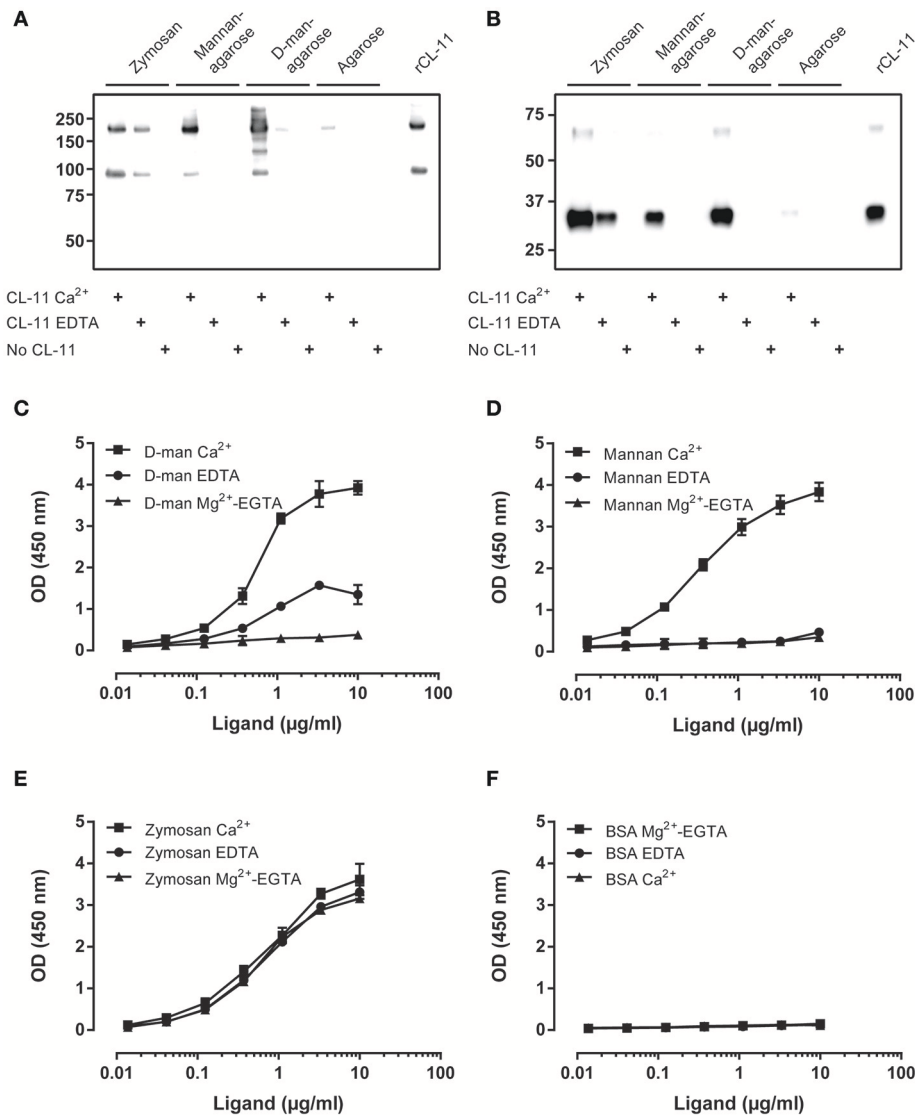 A
Zymosan
Mannan-
agarose
D-man-
agarose
Agarose
rCL-11
250
150
100
75
50
CL-11 Ca²⁺ + + + +
CL-11 EDTA + + + +
No CL-11 + + + +
B
Zymosan
Mannan-
agarose
D-man-
agarose
Agarose
rCL-11
75
50
37
25
CL-11 Ca²⁺ + + + +
CL-11 EDTA + + + +
No CL-11 + + + +
C
D-man Ca²⁺
D-man EDTA
D-man Mg²⁺-EGTA
OD (450 nm)
5
4
3
2
1
0
0.01 0.1 1 10 100
Ligand (µg/ml)
D
Mannan Ca²⁺
Mannan EDTA
Mannan Mg²⁺-EGTA
OD (450 nm)
5
4
3
2
1
0
0.01 0.1 1 10 100
Ligand (µg/ml)
E
Zymosan Ca²⁺
Zymosan EDTA
Zymosan Mg²⁺-EGTA
OD (450 nm)
5
4
3
2
1
0
0.01 0.1 1 10 100
Ligand (µg/ml)
F
BSA Mg²⁺-EGTA
BSA EDTA
BSA Ca²⁺
OD (450 nm)
5
4
3
2
1
0
0.01 0.1 1 10 100
Ligand (µg/ml)